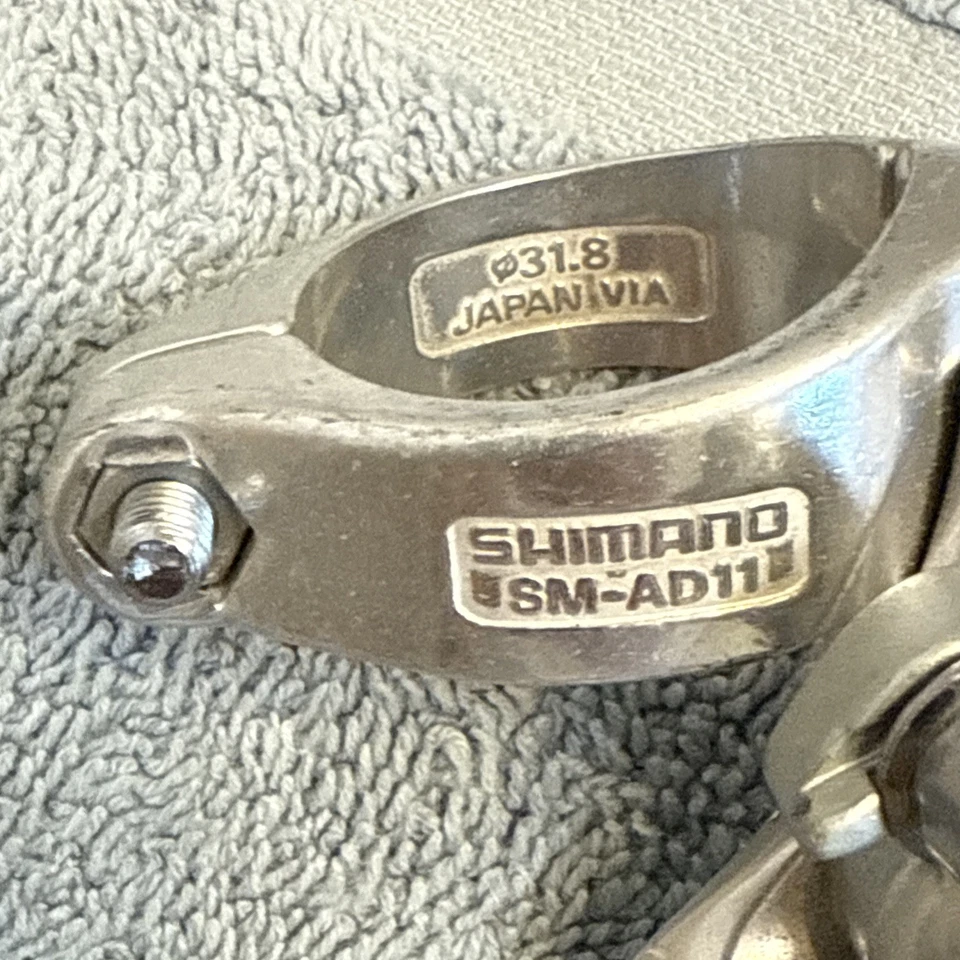 ø31.8
JAPAN VIA
SHIMANO
SM-AD11